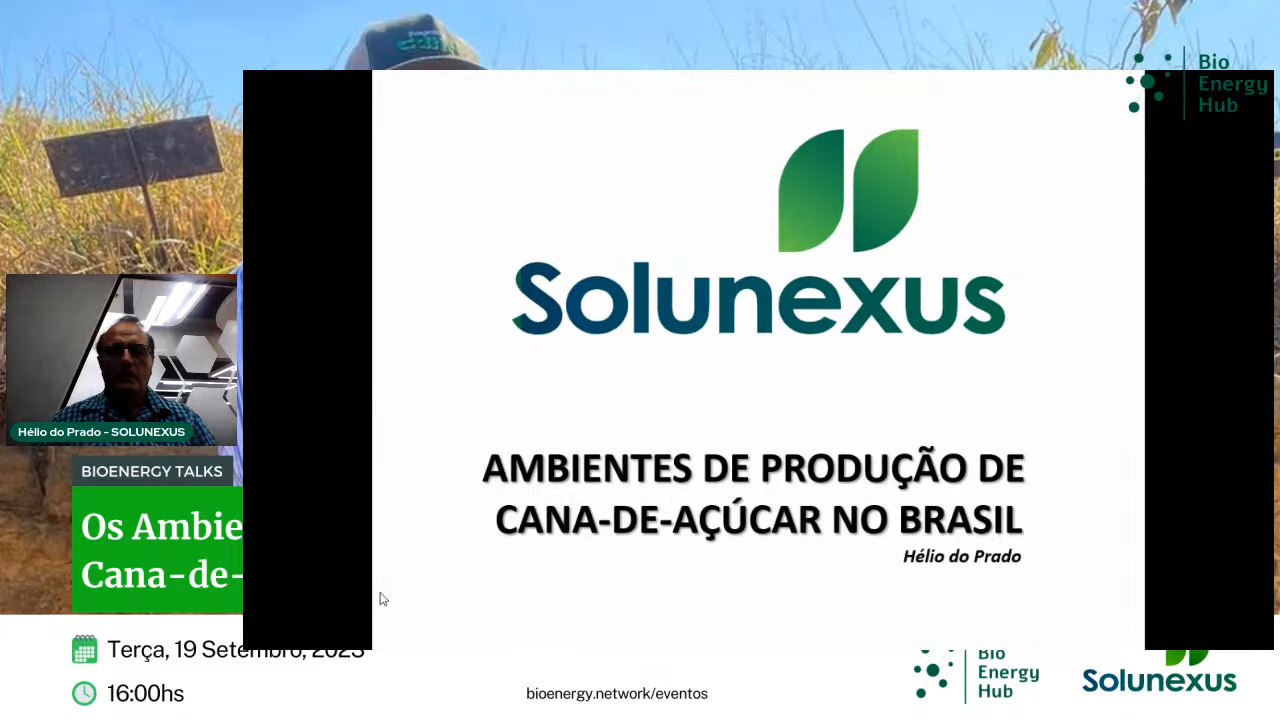 Bio
Energy
Hub
Solunexus
AMBIENTES DE PRODUÇÃO DE
CANA-DE-AÇÚCAR NO BRASIL
Hélio do Prado
Hélio do Prado - SOLUNEXUS
BIOENERGY TALKS
Os Ambie
Cana-de-
Terça, 19 Setembro, 2023
16:00hs
bioenergy.network/eventos
Bio
Energy
Hub
Solunexus